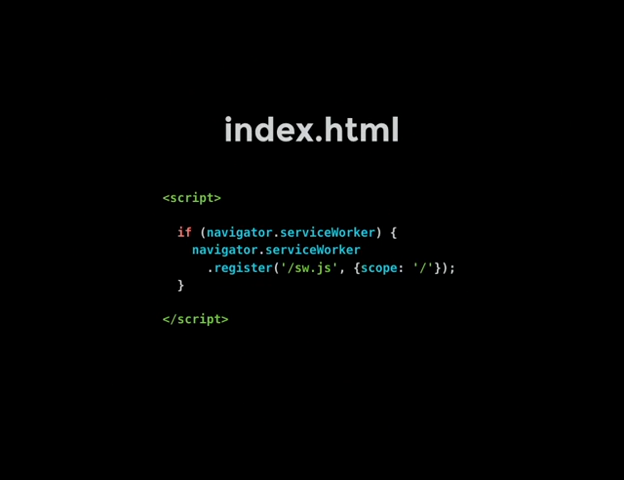 index.html
<script>
if (navigator.serviceWorker) {
navigator.serviceWorker
.register('/sw.js', {scope: '/'});
}
</script>